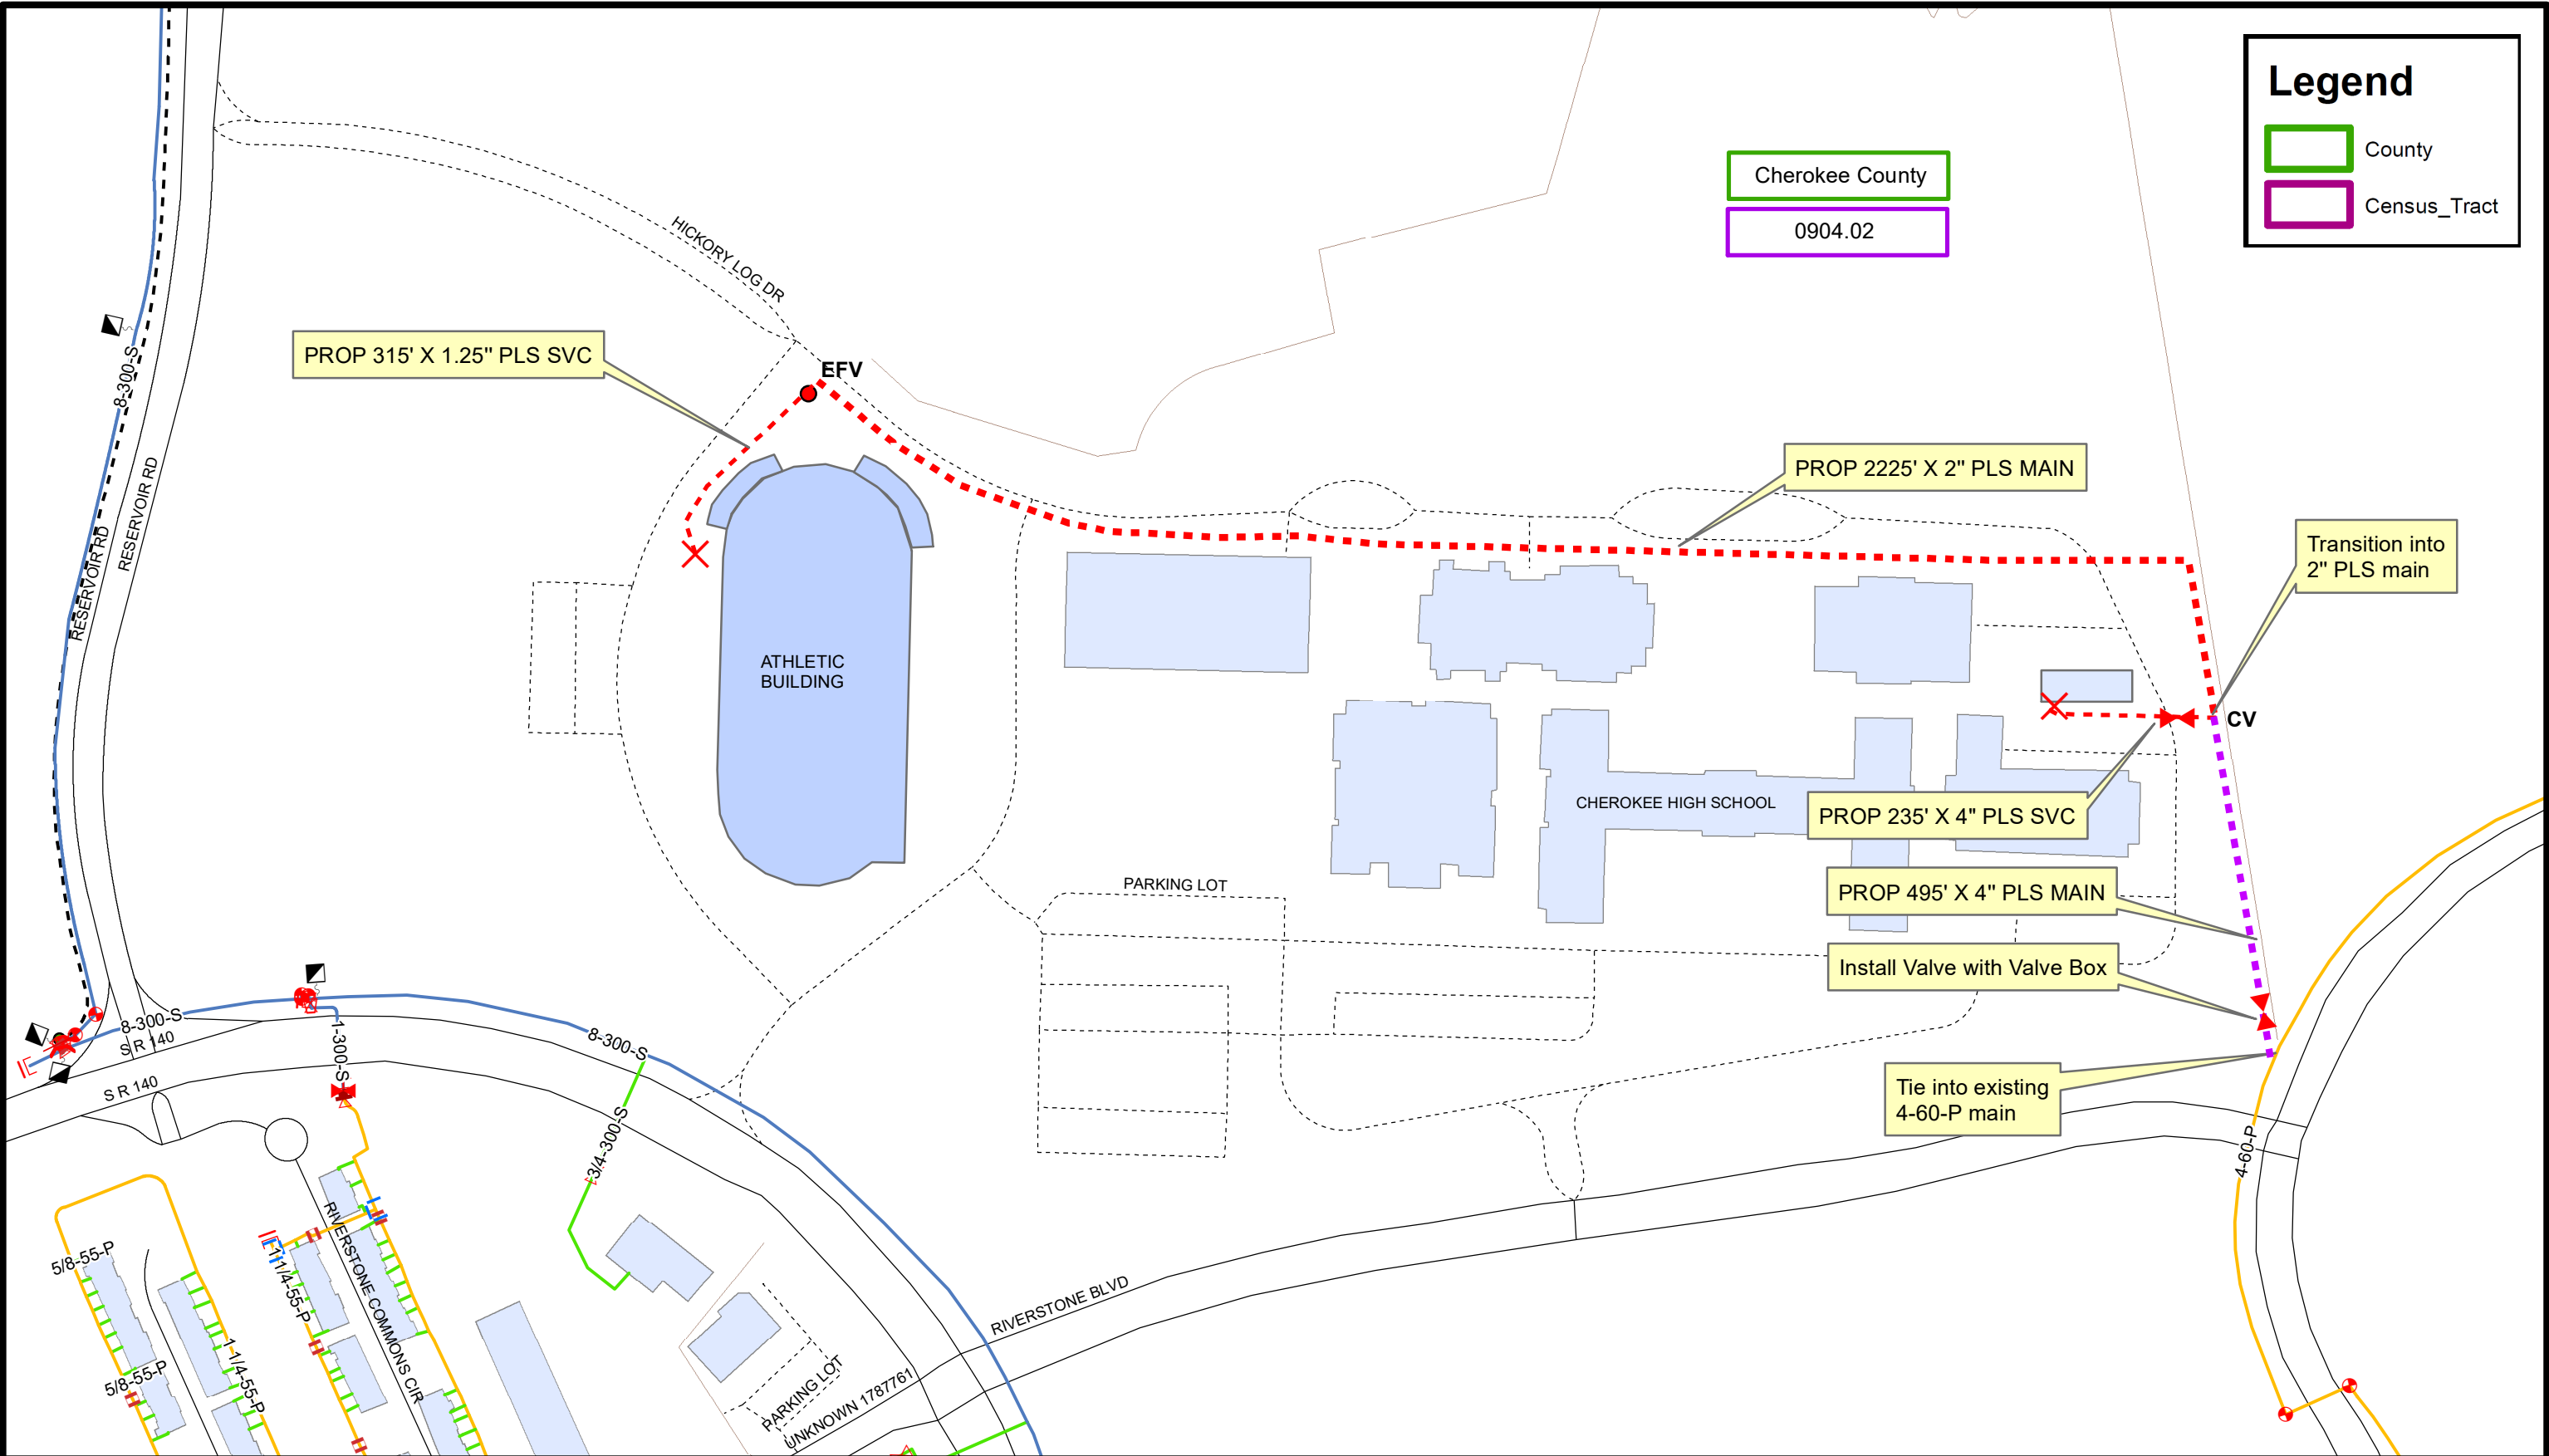 Legend
County
Census_Tract
Cherokee County
0904.02
HICKORY LOG DR
PROP 315' X 1.25" PLS SVC
EFV
8-300-S
RESERVOIR RD
RESERVOIR RD
PROP 2225' X 2" PLS MAIN
Transition into
2" PLS main
ATHLETIC
BUILDING
CV
CHEROKEE HIGH SCHOOL
PROP 235' X 4" PLS SVC
PARKING LOT
PROP 495' X 4" PLS MAIN
Install Valve with Valve Box
8-300-S
S R 140
1-300-S
8-300-S
S R 140
Tie into existing
4-60-P main
4-60-P
3/4-300-S
5/8-55-P
1 1/4-55-P
RIVERSTONE COMMONS CIR
RIVERSTONE BLVD
5/8-55-P
1 1/4-55-P
PARKING LOT
UNKNOWN 1787761